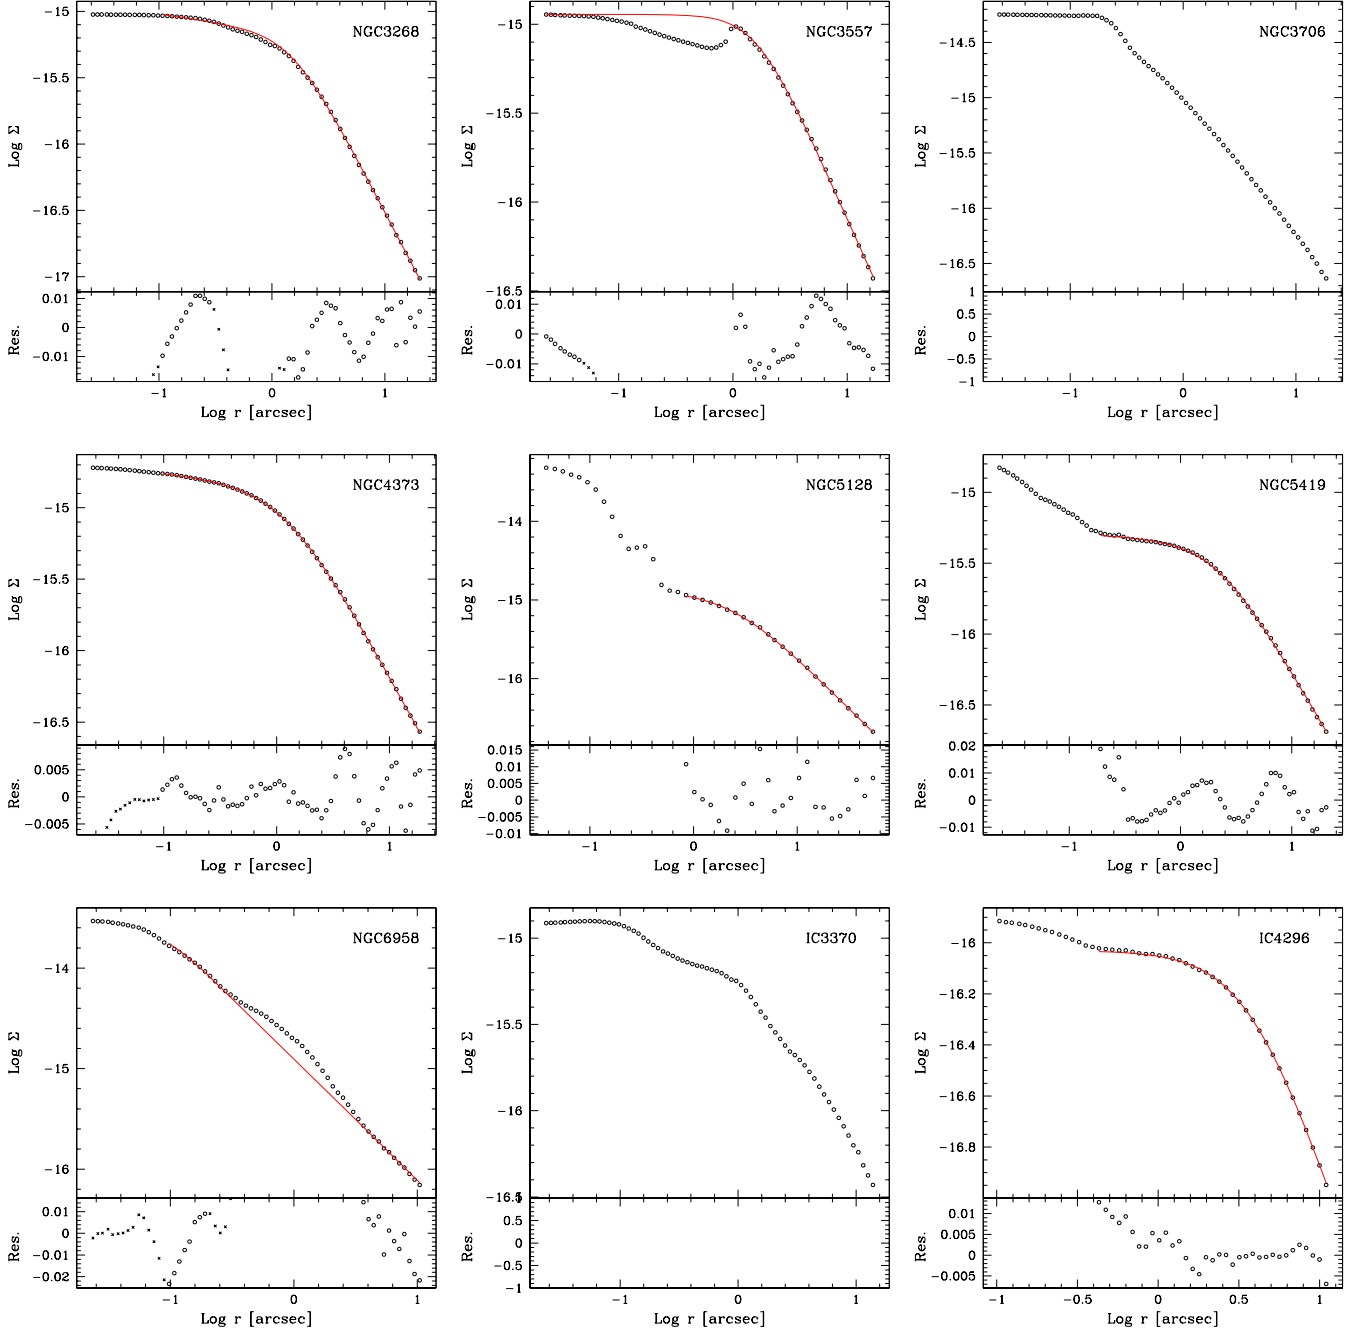 NGC3268
Log Σ
-15
-15.5
-16
-16.5
-17
Res.
0.01
0
-0.01
-1 0 1
Log r [arcsec]
NGC3557
Log Σ
-15
-15.5
-16
-16.5
Res.
0.01
0
-0.01
-1 0 1
Log r [arcsec]
NGC3706
Log Σ
-14.5
-15
-15.5
-16
-16.5
Res.
1
0.5
0
-0.5
-1
-1 0 1
Log r [arcsec]
NGC4373
Log Σ
-15
-15.5
-16
-16.5
Res.
0.005
0
-0.005
-1 0 1
Log r [arcsec]
NGC5128
Log Σ
-14
-15
-16
Res.
0.015
0.01
0.005
0
-0.005
-0.01
-1 0 1
Log r [arcsec]
NGC5419
Log Σ
-15
-15.5
-16
-16.5
Res.
0.02
0.01
0
-0.01
-1 0 1
Log r [arcsec]
NGC6958
Log Σ
-14
-15
-16
Res.
0.01
0
-0.01
-0.02
-1 0 1
Log r [arcsec]
IC3370
Log Σ
-15
-15.5
-16
-16.5
Res.
1
0.5
0
-0.5
-1
-1 0 1
Log r [arcsec]
IC4296
Log Σ
-16
-16.2
-16.4
-16.6
-16.8
Res.
0.01
0.005
0
-0.005
-1 -0.5 0 0.5 1
Log r [arcsec]